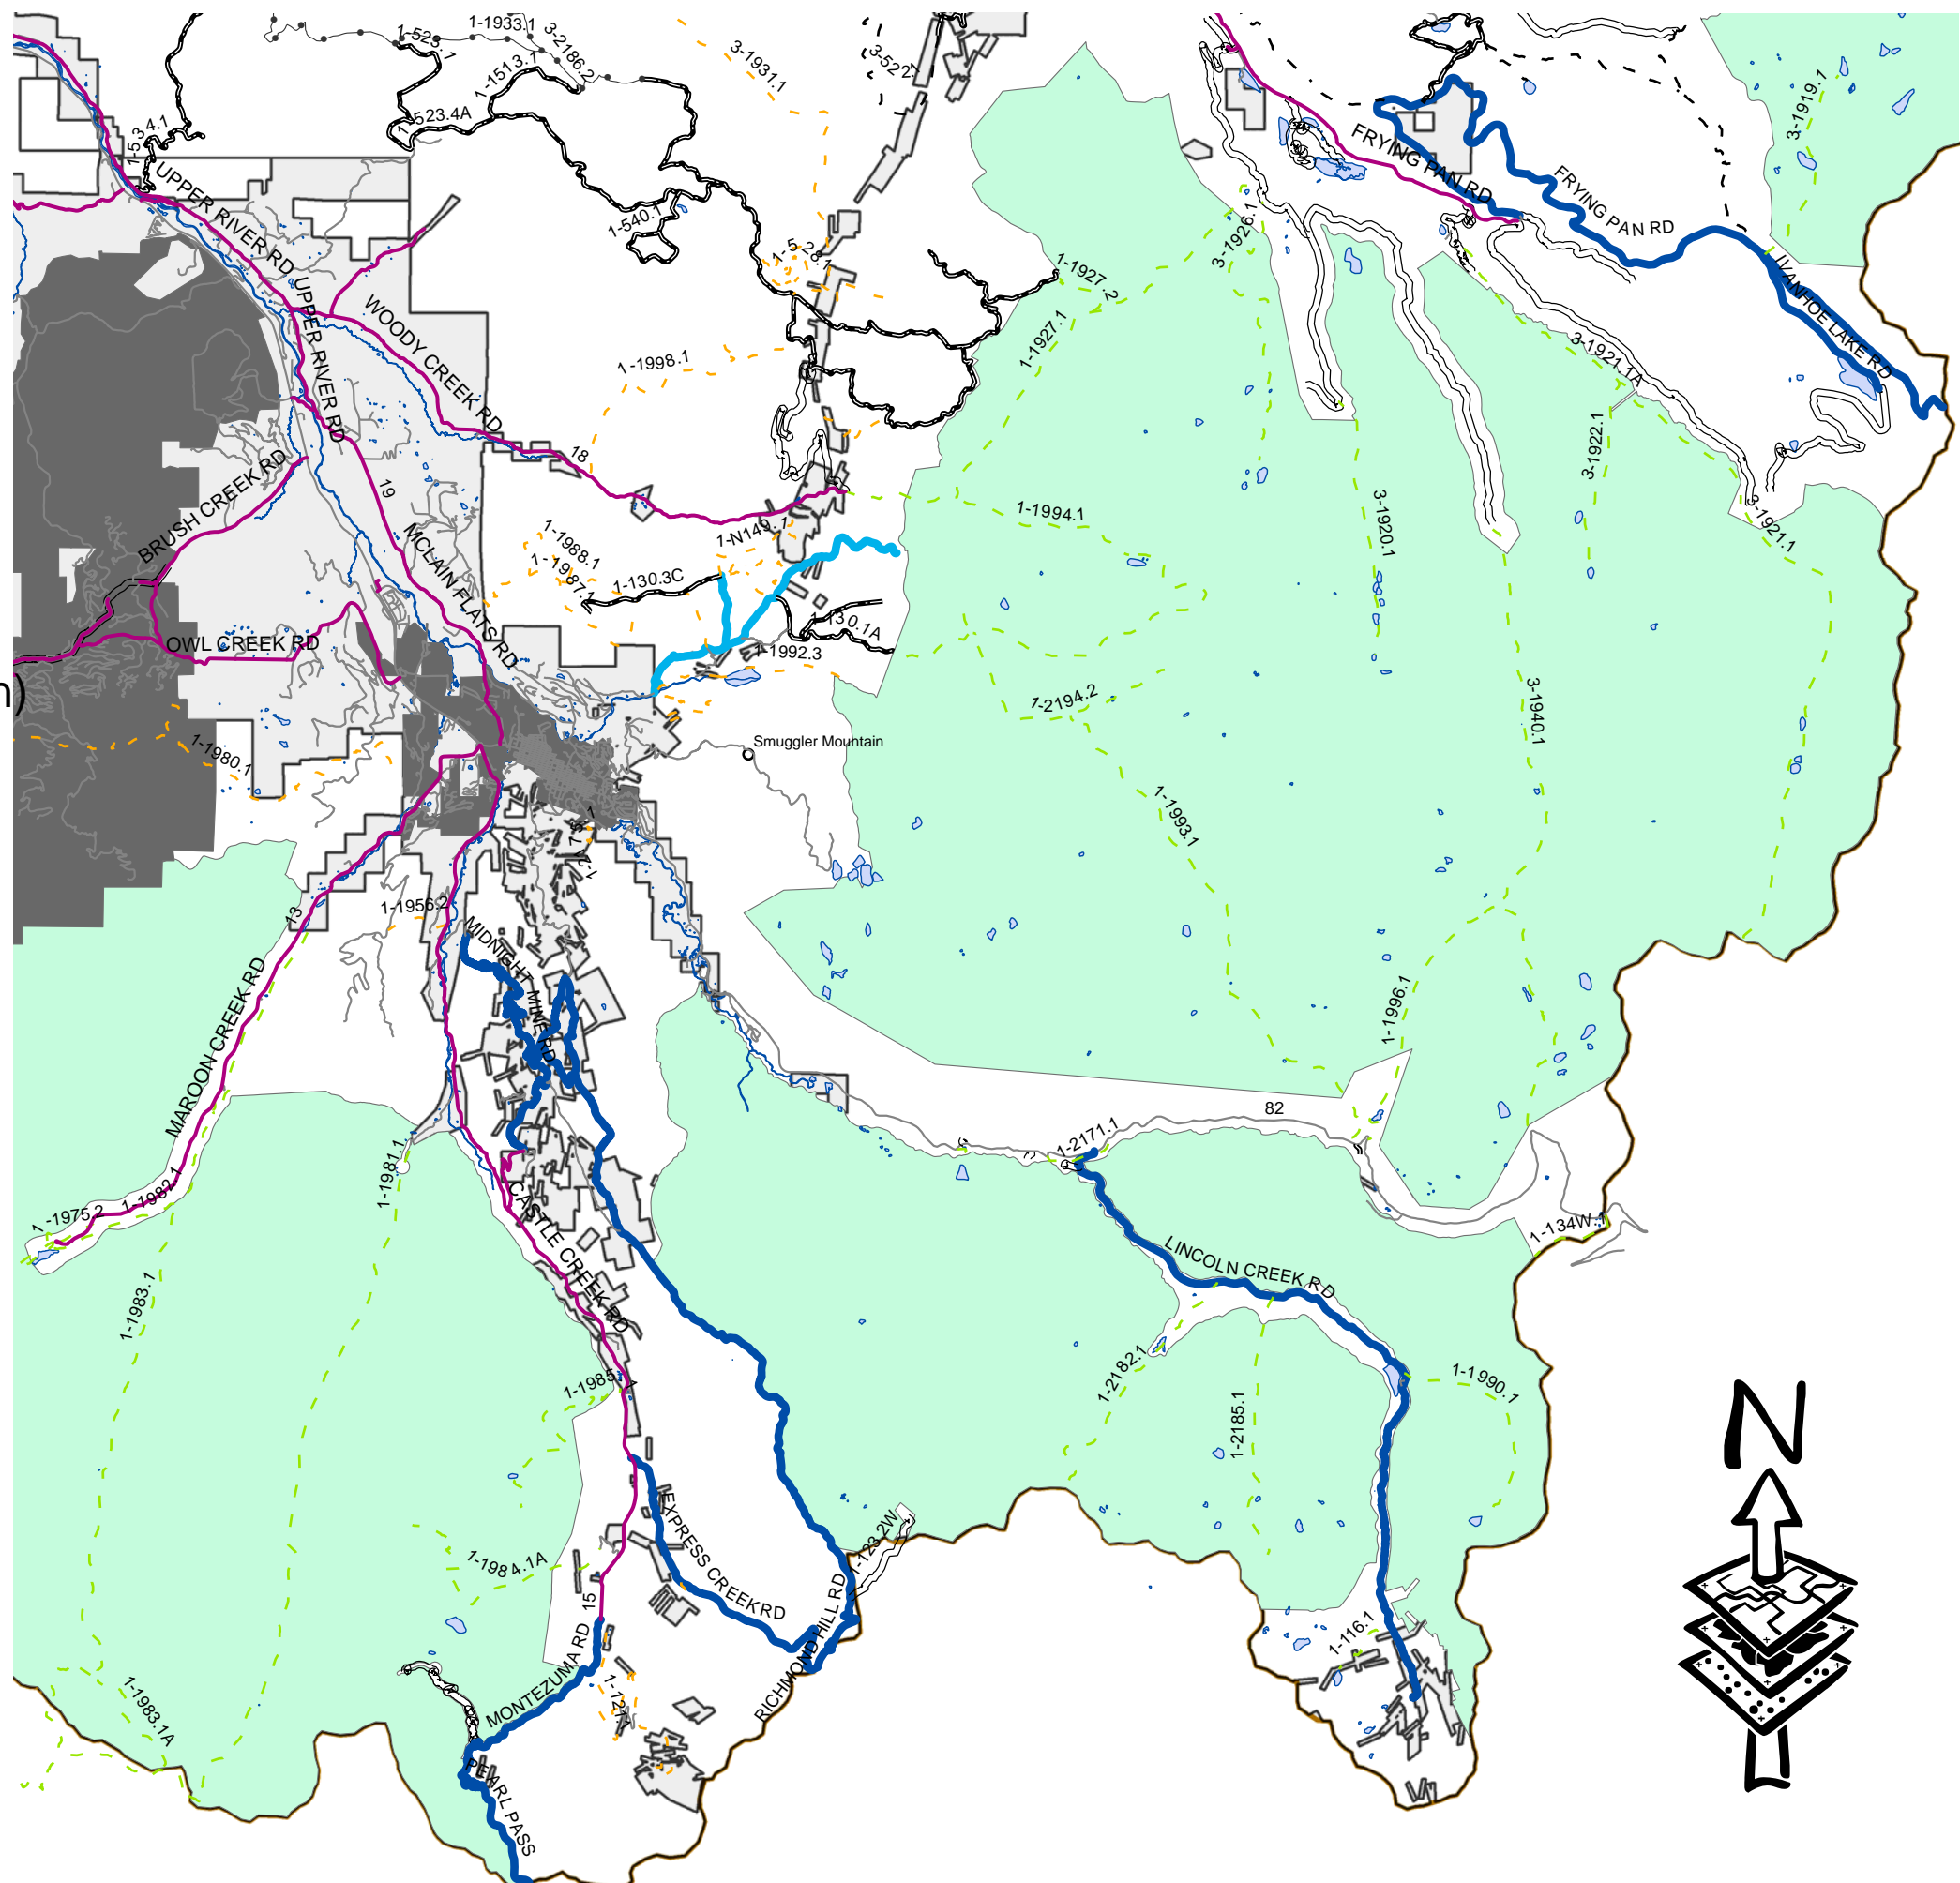 1-1933.1
1-523.1
3-2186.2
1-1513.1
3-1931.1
3-522.
3-1919.1
1-534.1
1-523.4A
FRYING PAN RD
FRYING PAN RD
UPPER RIVER RD
1-540.1
1-528.1
3-1926.1
1-1927.2
IVANHOE LAKE RD
UPPER RIVER RD
WOODY CREEK RD
1-1927.1
1-1998.1
3-1921.1A
3-1922.1
18
BRUSH CREEK RD
19
MCLAIN FLATS RD
1-1994.1
3-1920.1
3-1921.1
1-N149.1
1-1988.1
1-1987.1
1-130.3C
1-130.1A
OWL CREEK RD
1-1992.3
n)
1-2194.2
3-1940.1
Smuggler Mountain
1-1980.1
1-1993.1
1-1956.2
13
MIDNIGHT MINE RD
MAROON CREEK RD
1-1996.1
82
1-2171.1
1-1981.1
1-1982.1
1-1975.2
CASTLE CREEK RD
1-134W.1
LINCOLN CREEK RD
1-1983.1
1-2182.1
1-1985.
1-1990.1
1-2185.1
N
EXPRESS CREEK RD
1-123.2W
1-1984.1A
15
RICHMOND HILL RD
1-116.1
MONTEZUMA RD
1-1983.1A
PEARL PASS